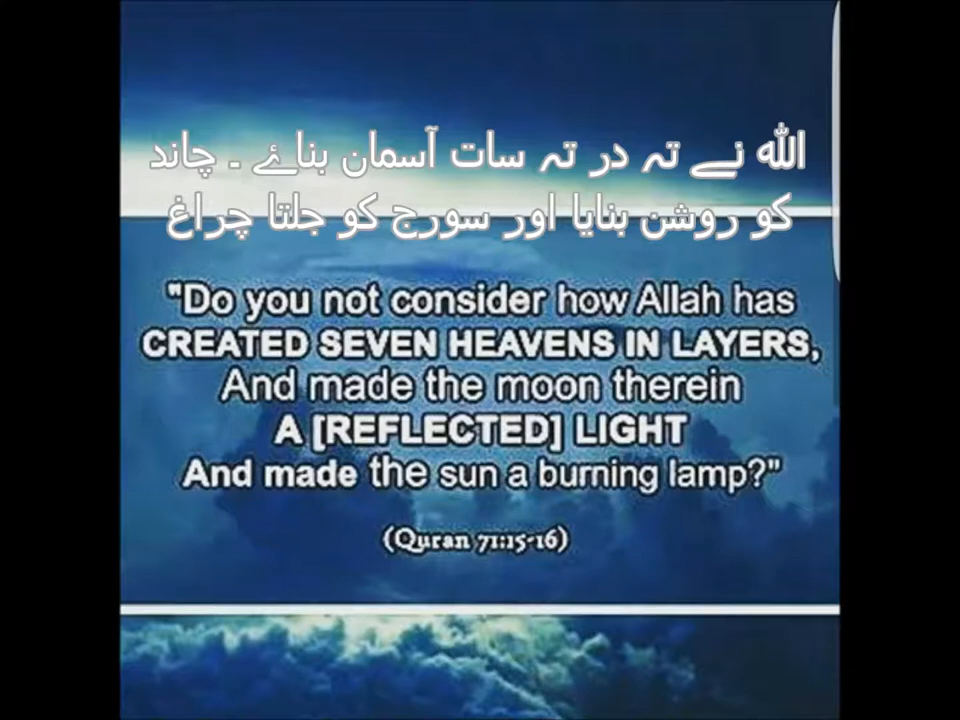 اللہ نے تہ در تہ سات آسمان بناۓ ۔ چاند
کو روشن بنایا اور سورج کو جلتا چراغ
"Do you not consider how Allah has
CREATED SEVEN HEAVENS IN LAYERS,
And made the moon therein
A [REFLECTED] LIGHT
And made the sun a burning lamp?"
(Quran 71:15-16)